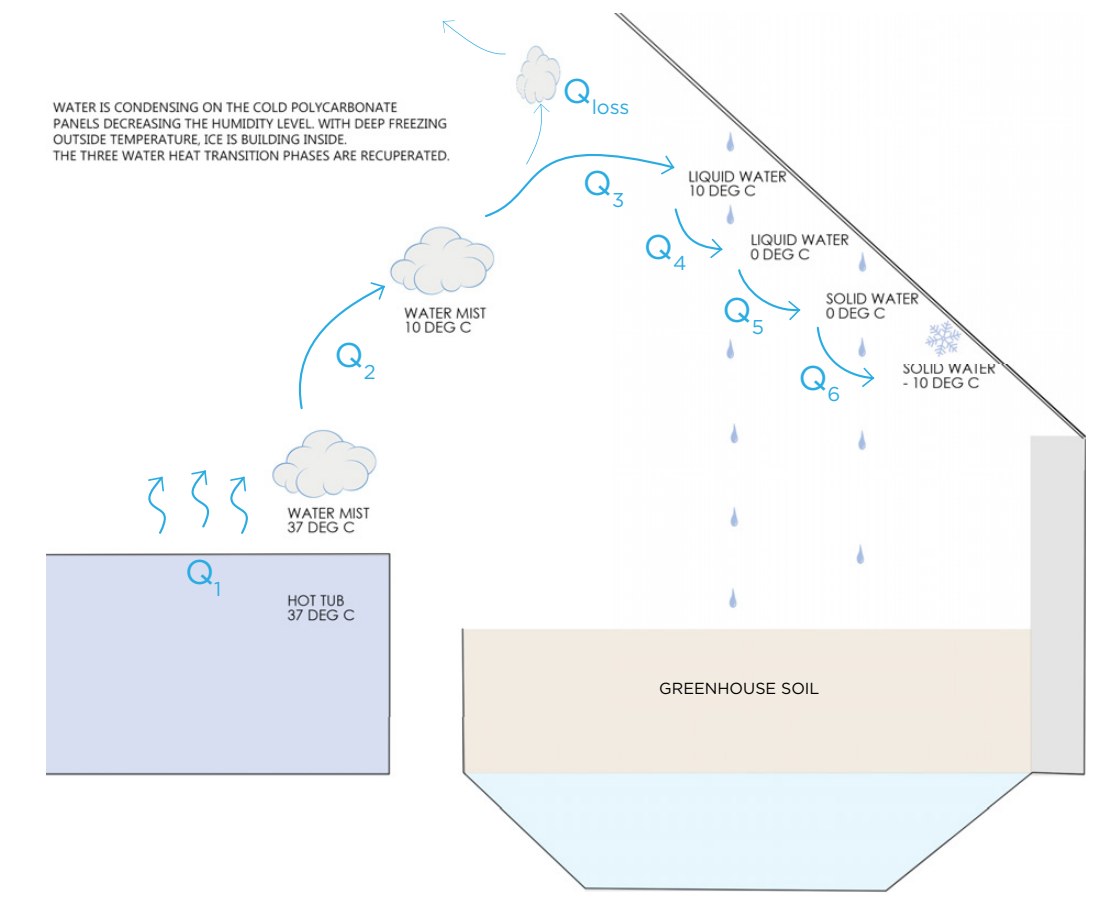 WATER IS CONDENSING ON THE COLD POLYCARBONATE
PANELS DECREASING THE HUMIDITY LEVEL. WITH DEEP FREEZING
OUTSIDE TEMPERATURE, ICE IS BUILDING INSIDE.
THE THREE WATER HEAT TRANSITION PHASES ARE RECUPERATED.
Qloss
Q3
LIQUID WATER
10 DEG C
Q4
LIQUID WATER
0 DEG C
Q5
SOLID WATER
0 DEG C
Q6
SOLID WATER
- 10 DEG C
WATER MIST
10 DEG C
Q2
WATER MIST
37 DEG C
Q1
HOT TUB
37 DEG C
GREENHOUSE SOIL